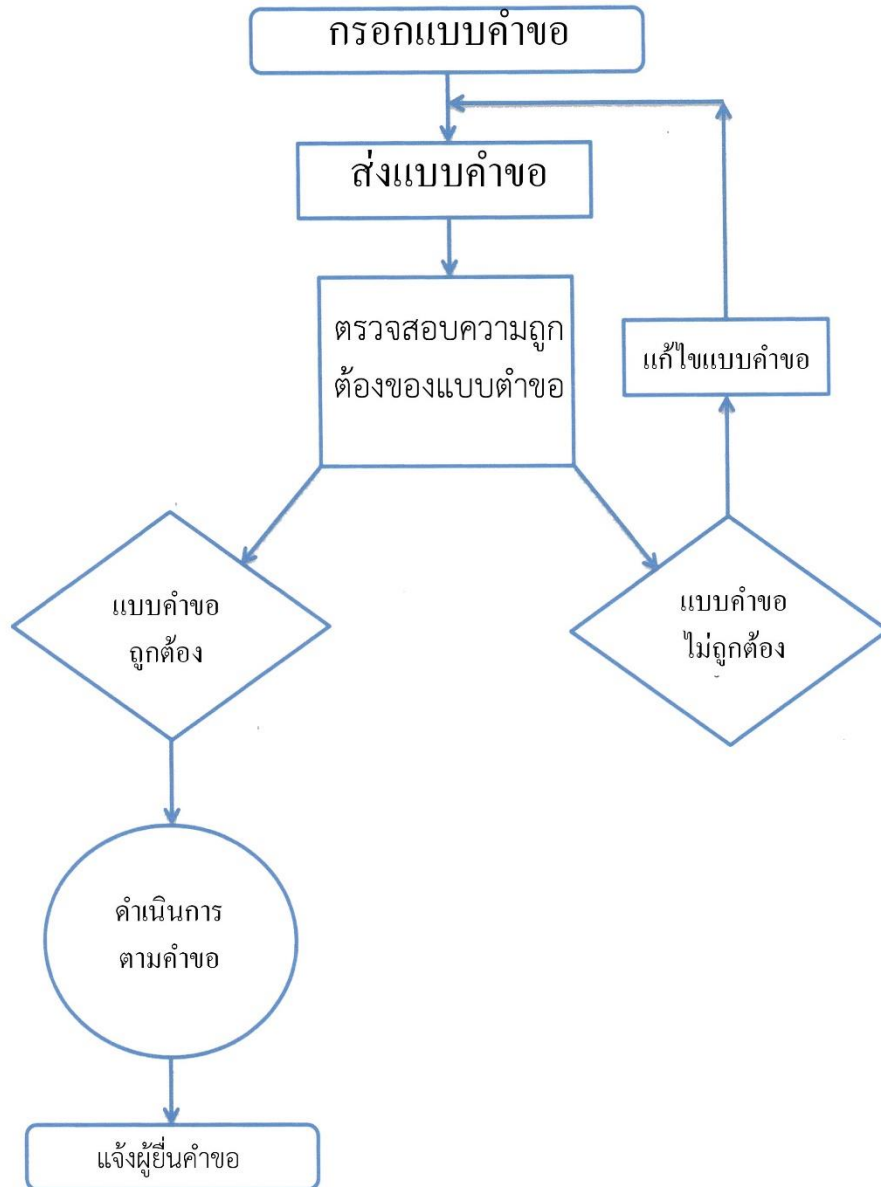 กรอกแบบคำขอ
ส่งแบบคำขอ
ตรวจสอบความถูก
ต้องของแบบตำขอ
แก้ไขแบบคำขอ
แบบคำขอ
ถูกต้อง
แบบคำขอ
ไม่ถูกต้อง
ดำเนินการ
ตามคำขอ
แจ้งผู้ยื่นคำขอ